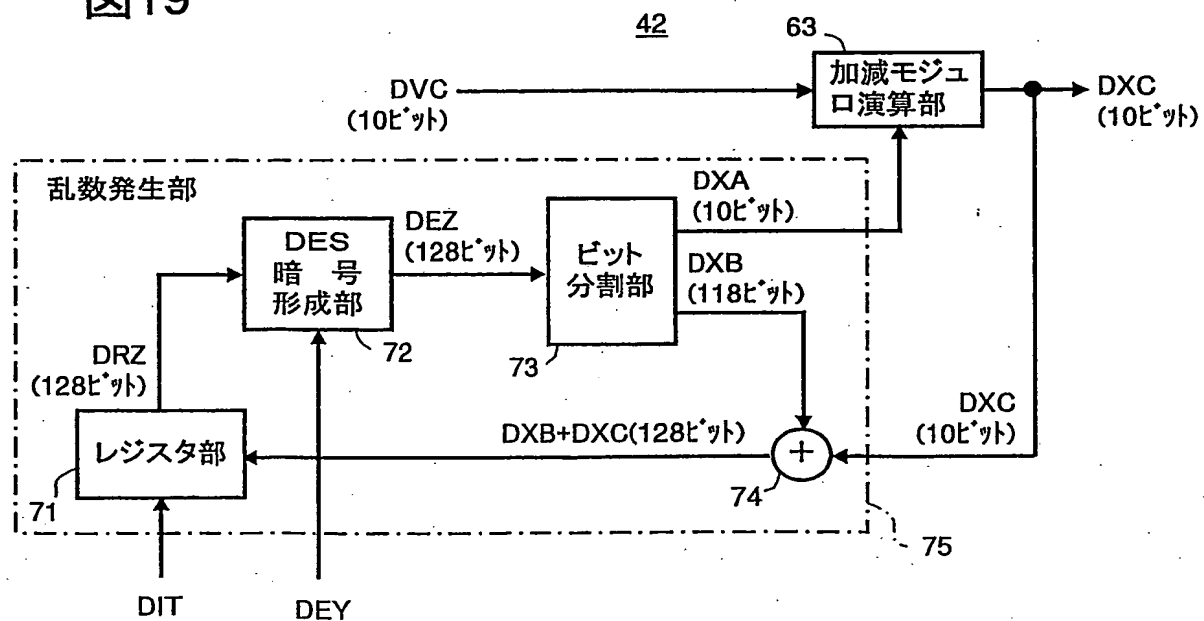 図19
42
63
加減モジュ
ロ演算部
DVC
(10ビット)
DXC
(10ビット)
乱数発生部
DXA
(10ビット)
DES
暗 号
形成部
DEZ
(128ビット)
ビット
分割部
DXB
(118ビット)
72
73
DRZ
(128ビット)
DXC
(10ビット)
レジスタ部
DXB+DXC(128ビット)
+
71
74
75
DIT
DEY